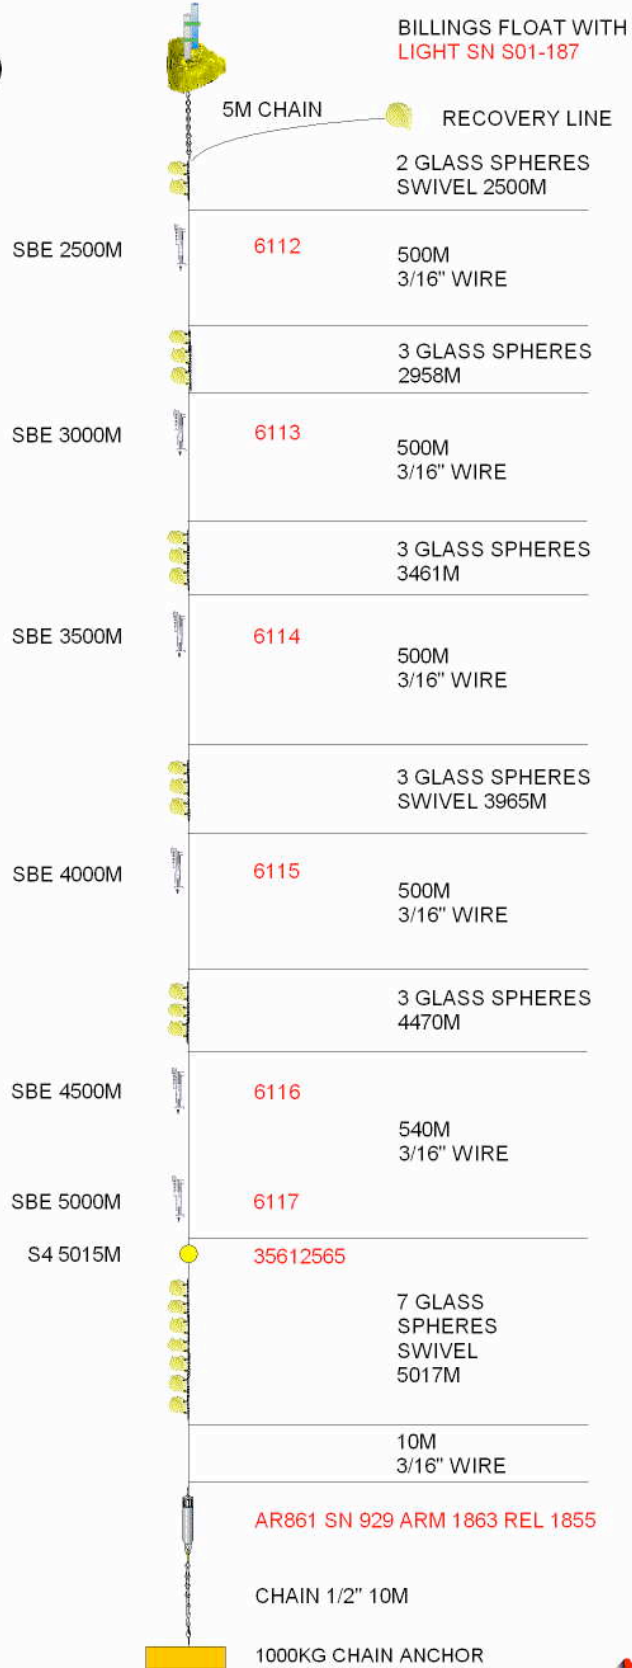 BILLINGS FLOAT WITH
LIGHT SN S01-187
5M CHAIN
RECOVERY LINE
2 GLASS SPHERES
SWIVEL 2500M
SBE 2500M
6112
500M
3/16" WIRE
3 GLASS SPHERES
2958M
SBE 3000M
6113
500M
3/16" WIRE
3 GLASS SPHERES
3461M
SBE 3500M
6114
500M
3/16" WIRE
3 GLASS SPHERES
SWIVEL 3965M
SBE 4000M
6115
500M
3/16" WIRE
3 GLASS SPHERES
4470M
SBE 4500M
6116
540M
3/16" WIRE
SBE 5000M
6117
S4 5015M
35612565
7 GLASS
SPHERES
SWIVEL
5017M
10M
3/16" WIRE
AR861 SN 929 ARM 1863 REL 1855
CHAIN 1/2" 10M
1000KG CHAIN ANCHOR